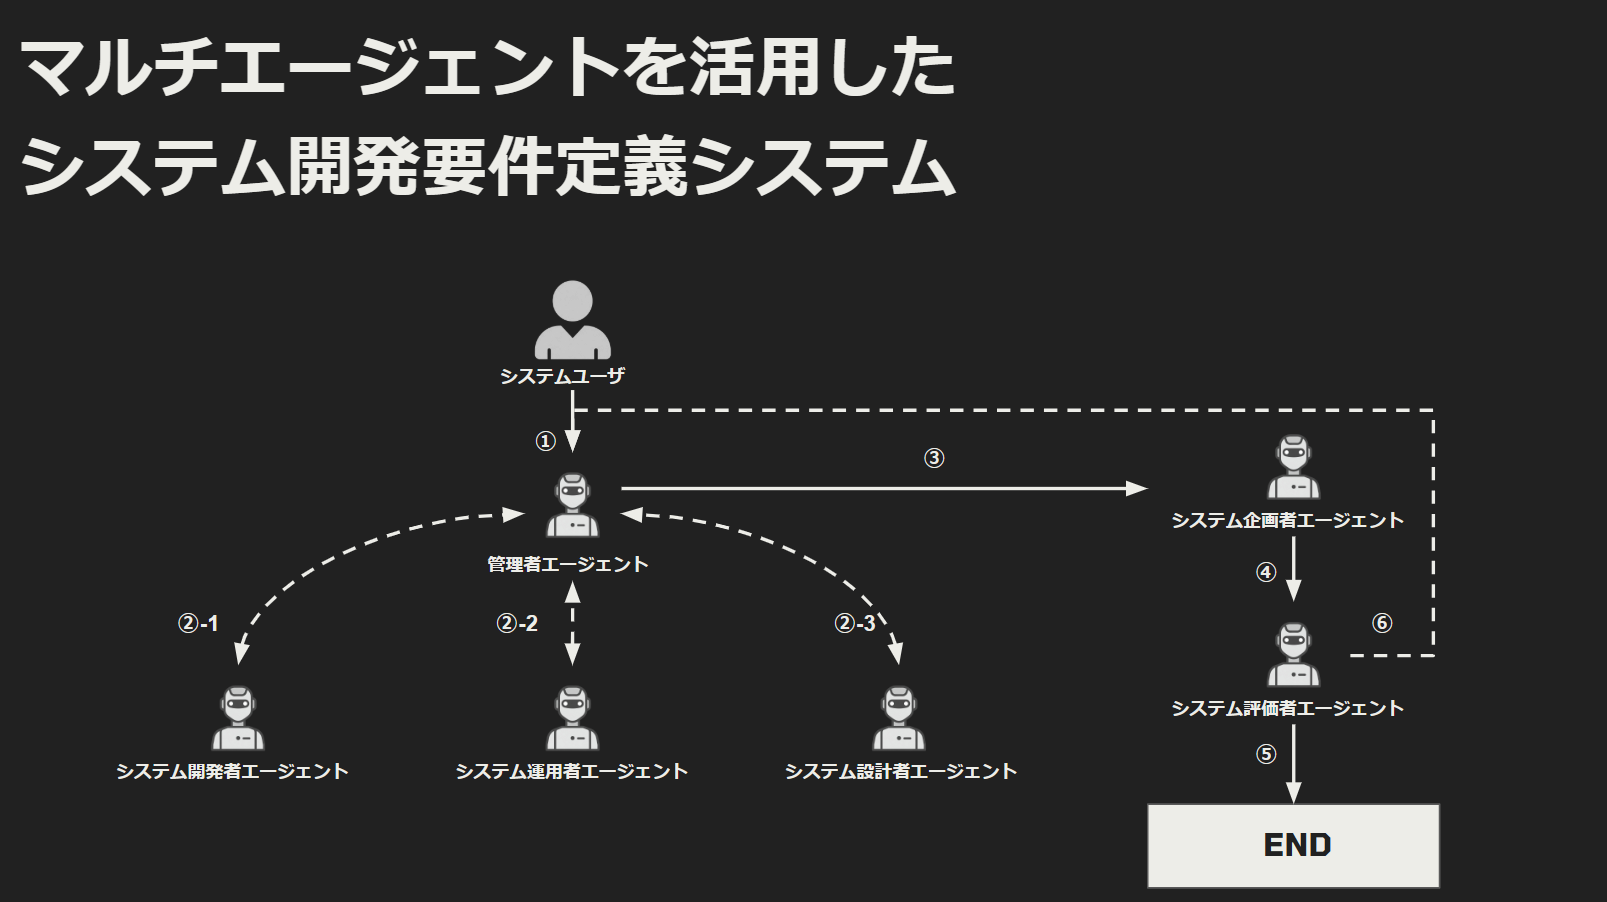 マルチエージェントを活用した
システム開発要件定義システム
システムユーザ
①
③
管理者エージェント
システム企画者エージェント
④
②-1
②-2
②-3
⑥
システム開発者エージェント
システム運用者エージェント
システム設計者エージェント
システム評価者エージェント
⑤
END